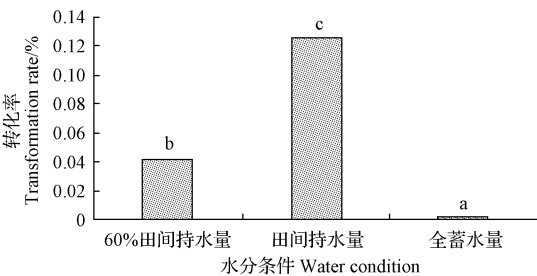 转化率
Transformation rate/%
0.14
0.12
0.10
0.08
0.06
0.04
0.02
0
b
c
a
60%田间持水量
田间持水量
全蓄水量
水分条件 Water condition